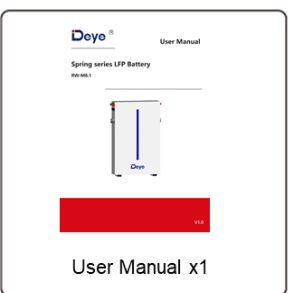 Deye ®
User Manual
Spring series LFP Battery
RW-M6.1
Deye
V1.0
User Manual x1